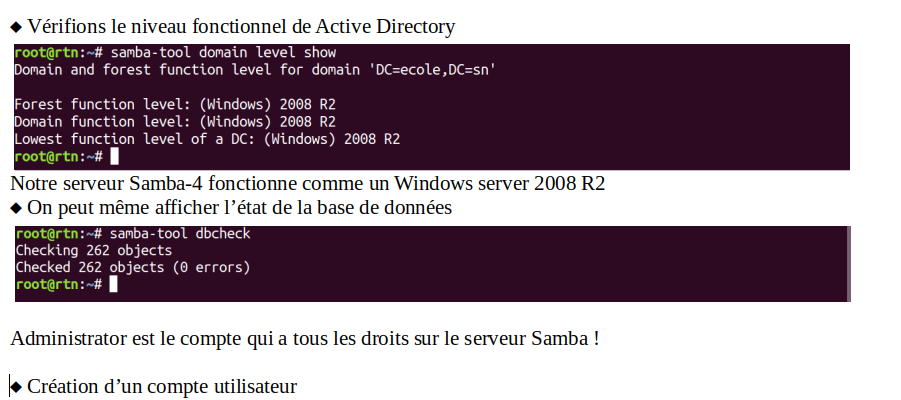 ◆ Vérifions le niveau fonctionnel de Active Directory
root@rtn:~# samba-tool domain level show
Domain and forest function level for domain 'DC=ecole,DC=sn'
Forest function level: (Windows) 2008 R2
Domain function level: (Windows) 2008 R2
Lowest function level of a DC: (Windows) 2008 R2
root@rtn:~#
Notre serveur Samba-4 fonctionne comme un Windows server 2008 R2
◆ On peut même afficher l’état de la base de données
root@rtn:~# samba-tool dbcheck
Checking 262 objects
Checked 262 objects (0 errors)
root@rtn:~#
Administrator est le compte qui a tous les droits sur le serveur Samba !
◆ Création d’un compte utilisateur